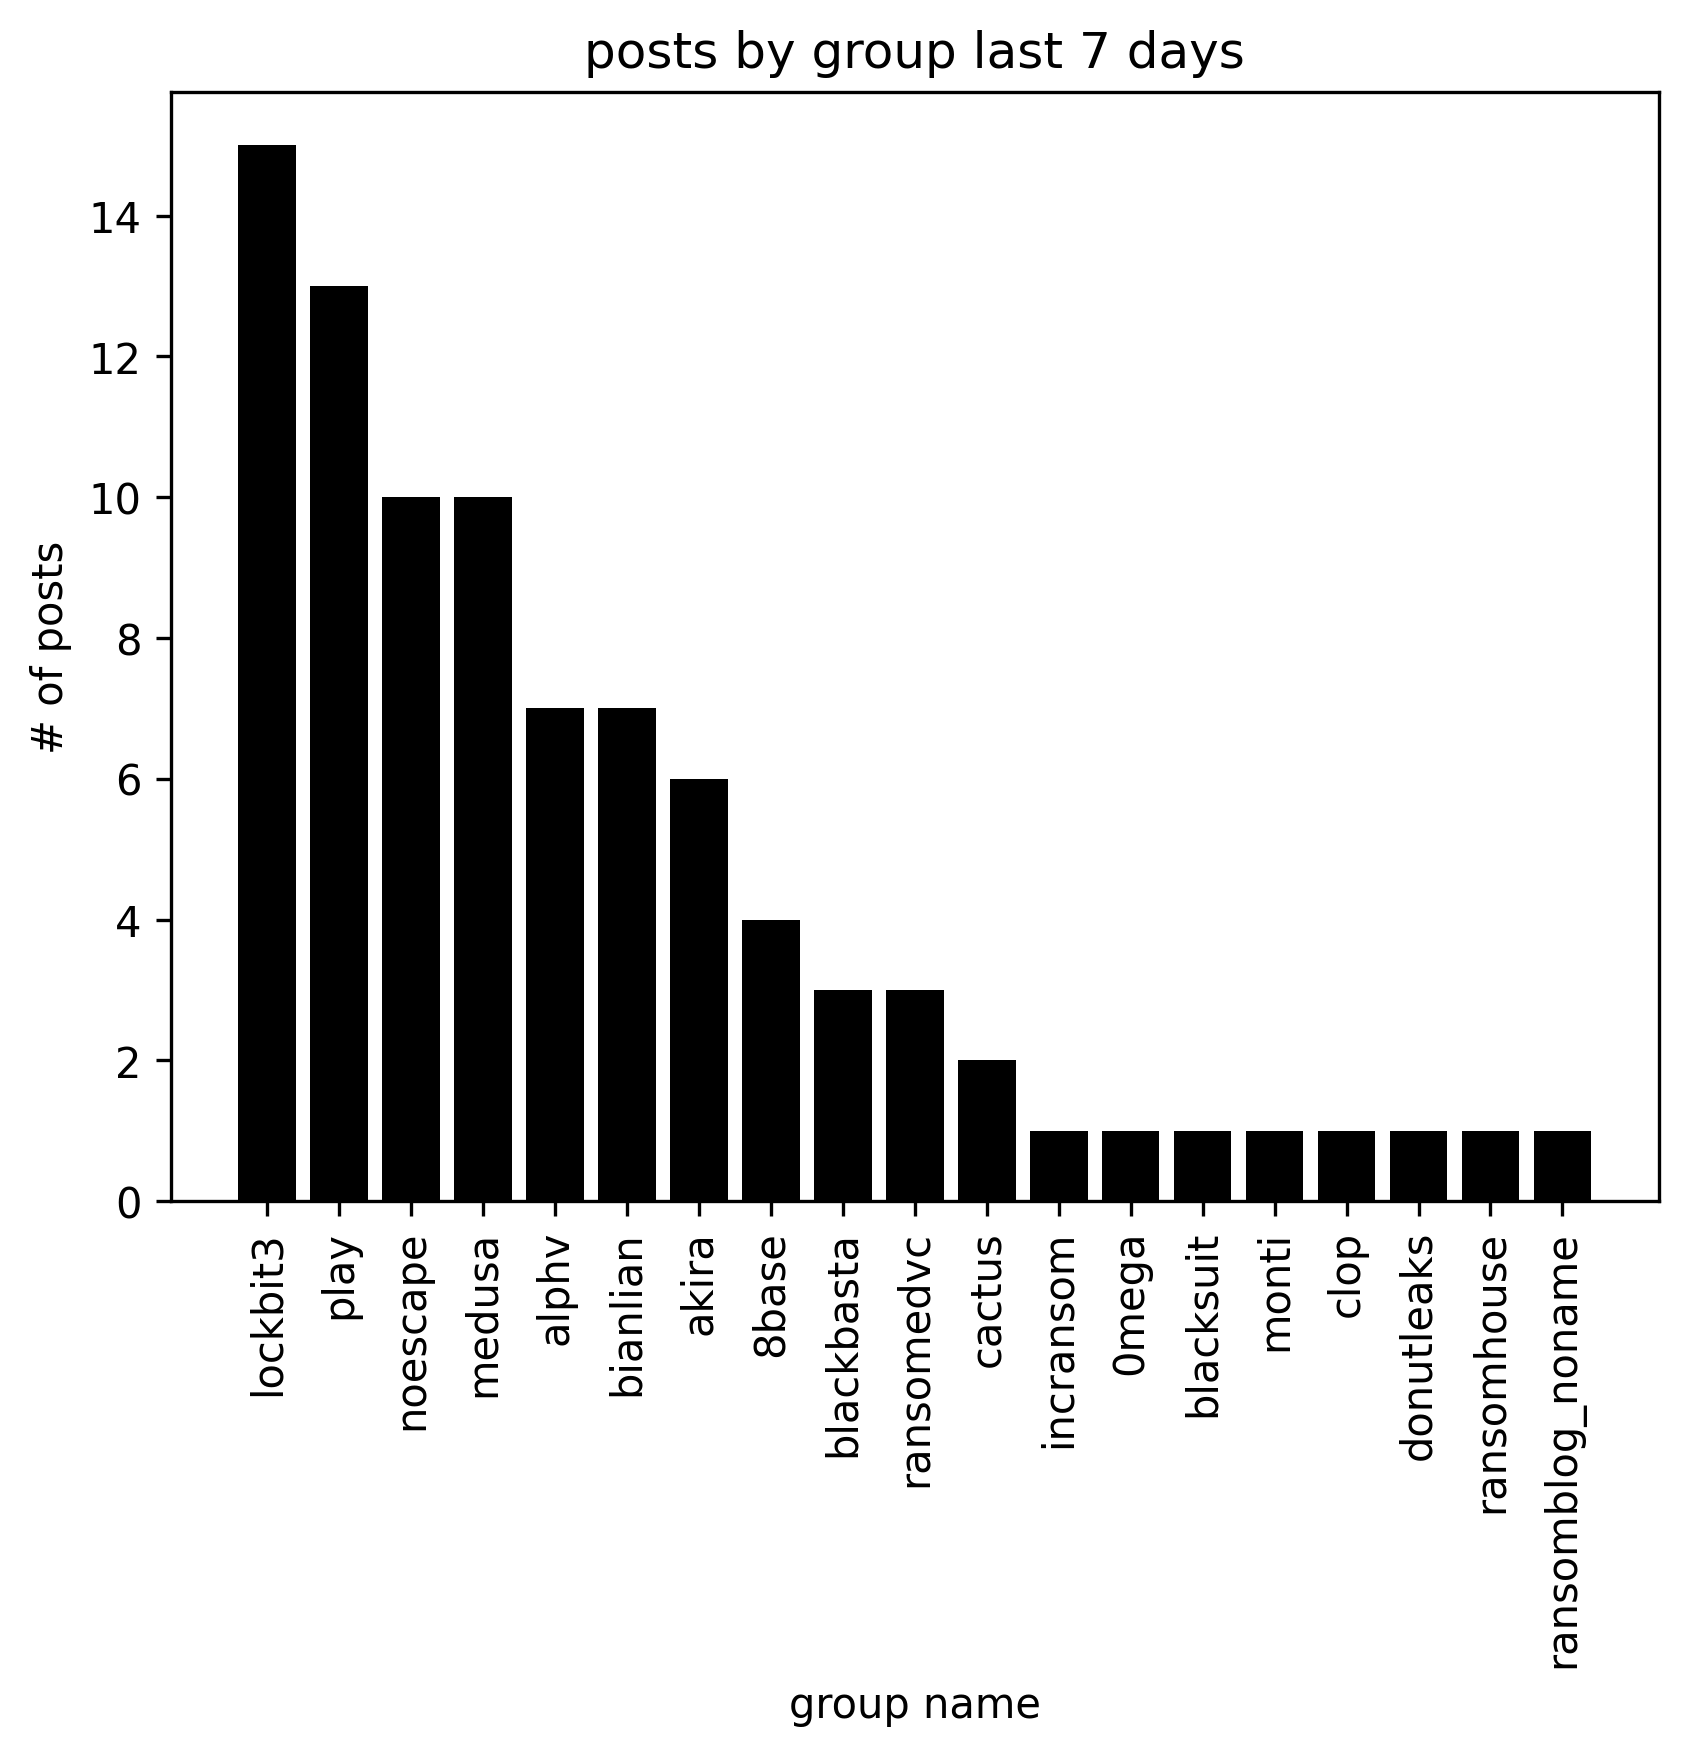 posts by group last 7 days
# of posts
14
12
10
8
6
4
2
0
lockbit3
play
noescape
medusa
alphv
bianlian
akira
8base
blackbasta
ransomedvc
cactus
incransom
0mega
blacksuit
monti
clop
donutleaks
ransomhouse
ransomblog_noname
group name